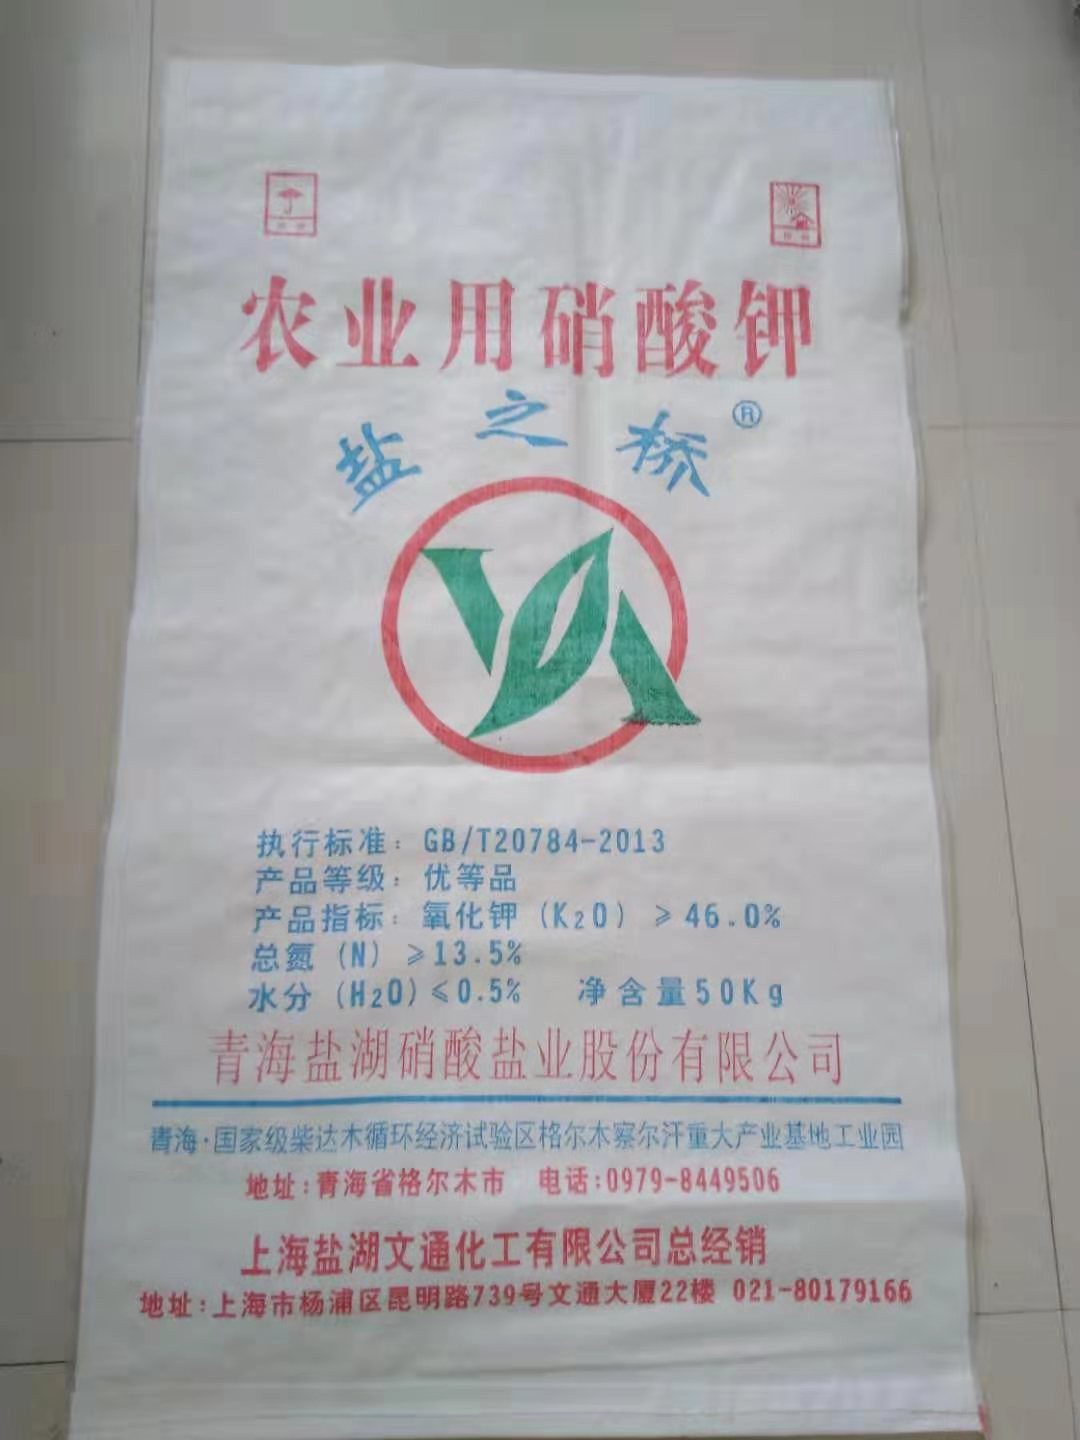 农业用硝酸钾
盐之桥®
执行标准：GB/T20784-2013
产品等级：优等品
产品指标：氧化钾(K₂O) ≥46.0%
总氮(N) ≥13.5%
水分(H₂O)≤0.5% 净含量50Kg
青海盐湖硝酸盐业股份有限公司
青海·国家级柴达木循环经济试验区格尔木察尔汗重大产业基地工业园
地址：青海省格尔木市 电话：0979-8449506
上海盐湖文通化工有限公司总经销
地址：上海市杨浦区昆明路739号文通大厦22楼 021-80179166